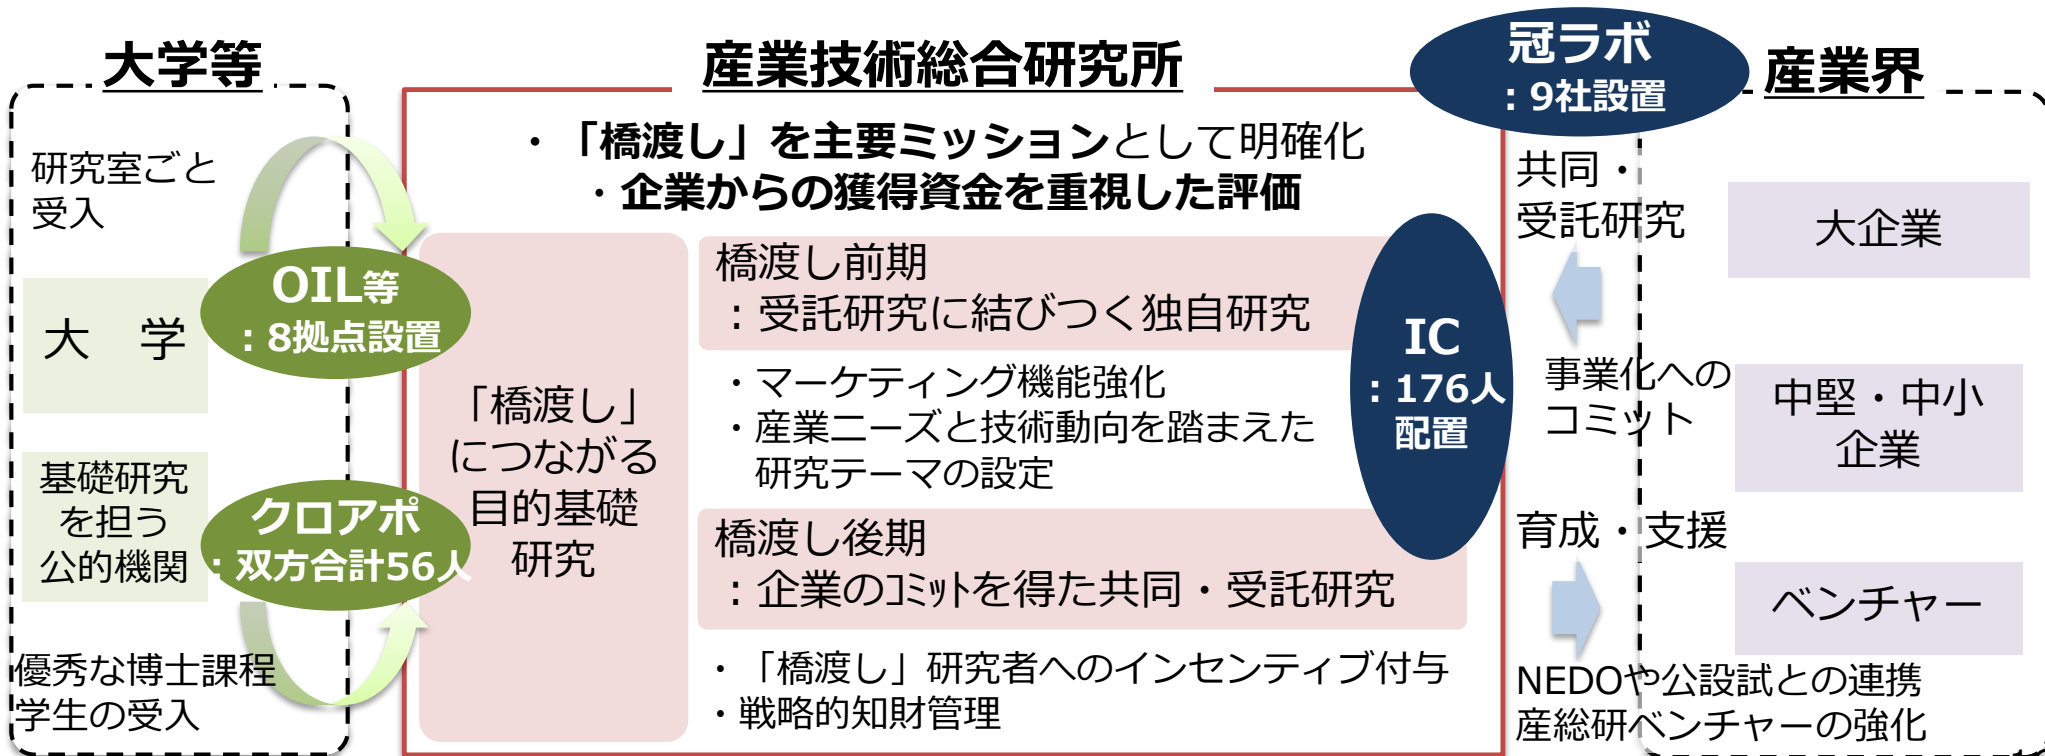 大学等
研究室ごと
受入
OIL等
：8拠点設置
大　学
基礎研究
を担う
公的機関
クロアポ
：双方合計56人
優秀な博士課程
学生の受入
産業技術総合研究所
・「橋渡し」を主要ミッションとして明確化
・企業からの獲得資金を重視した評価
「橋渡し」
につながる
目的基礎
研究
橋渡し前期
：受託研究に結びつく独自研究
・マーケティング機能強化
・産業ニーズと技術動向を踏まえた
研究テーマの設定
橋渡し後期
：企業のｺﾐｯﾄを得た共同・受託研究
・「橋渡し」研究者へのインセンティブ付与
・戦略的知財管理
IC
：176人
配置
冠ラボ
：9社設置
産業界
共同・
受託研究
事業化への
コミット
育成・支援
NEDOや公設試との連携
産総研ベンチャーの強化
大企業
中堅・中小
企業
ベンチャー